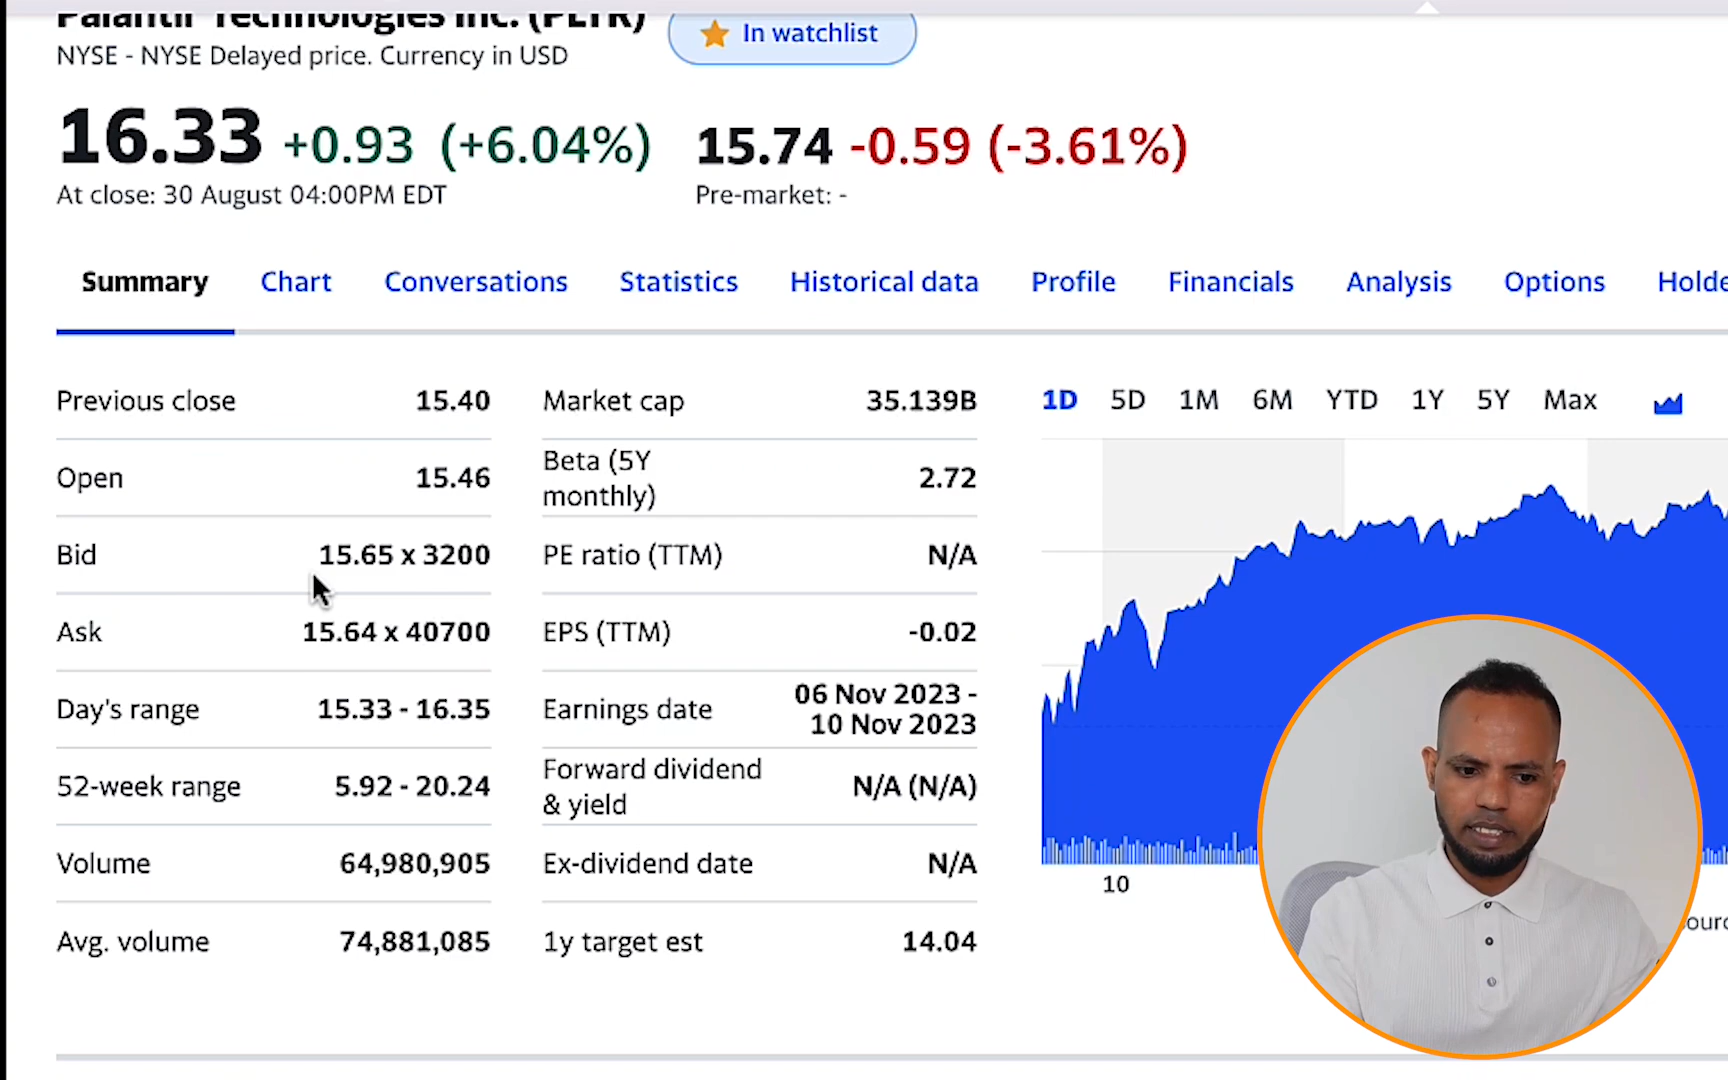 Palantir Technologies Inc. (PLTR)
In watchlist
NYSE - NYSE Delayed price. Currency in USD
16.33 +0.93 (+6.04%) 15.74 -0.59 (-3.61%)
At close: 30 August 04:00PM EDT Pre-market: -
Summary Chart Conversations Statistics Historical data Profile Financials Analysis Options Holde
Previous close 15.40
Open 15.46
Bid 15.65 x 3200
Ask 15.64 x 40700
Day's range 15.33 - 16.35
52-week range 5.92 - 20.24
Volume 64,980,905
Avg. volume 74,881,085
Market cap 35.139B
Beta (5Y
monthly) 2.72
PE ratio (TTM) N/A
EPS (TTM) -0.02
Earnings date 06 Nov 2023 -
10 Nov 2023
Forward dividend
& yield N/A (N/A)
Ex-dividend date N/A
1y target est 14.04
1D 5D 1M 6M YTD 1Y 5Y Max
10